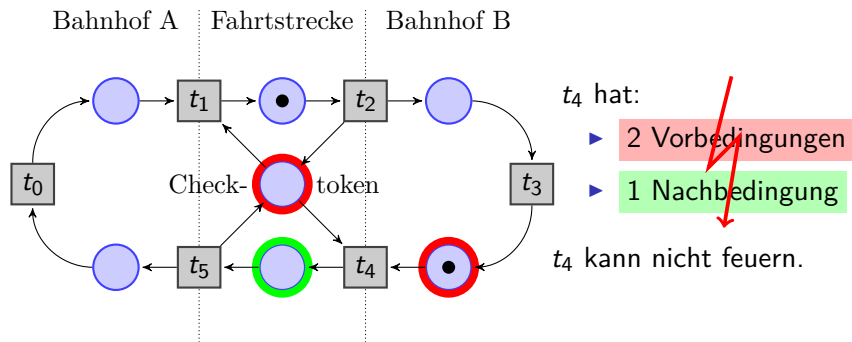 Bahnhof A Fahrtstrecke Bahnhof B
t₁ t₂
t₄ hat:
▶ 2 Vorbedingungen
t₀ Check- token t₃
▶ 1 Nachbedingung
t₅ t₄
t₄ kann nicht feuern.